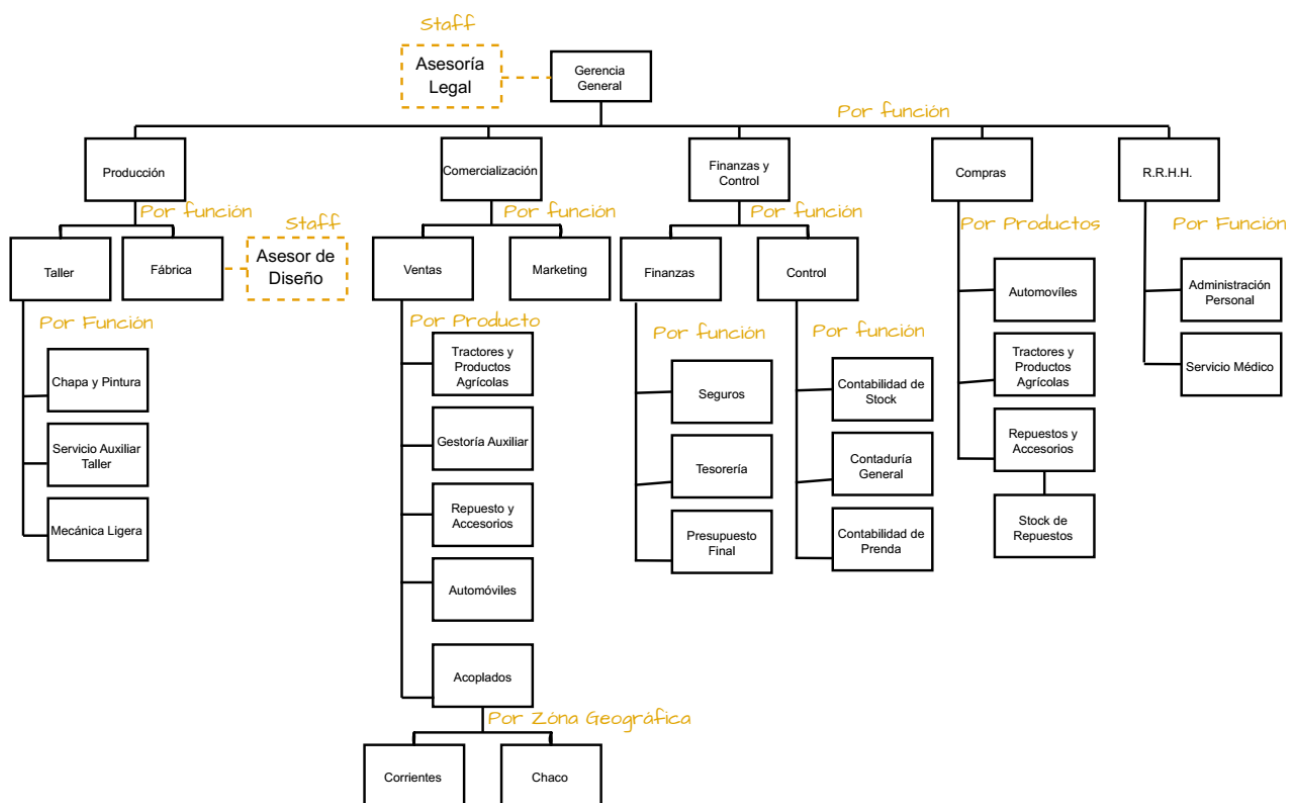 Staff
Asesoría
Legal
Gerencia
General
Por función
Producción
Comercialización
Finanzas y
Control
Compras
R.R.H.H.
Por función
Staff
Por función
Por función
Por Productos
Por Función
Taller
Fábrica
Asesor de
Diseño
Ventas
Marketing
Finanzas
Control
Automovíles
Administración
Personal
Por Función
Por Producto
Por función
Por función
Chapa y Pintura
Servicio Auxiliar
Taller
Mecánica Ligera
Tractores y
Productos
Agrícolas
Gestoría Auxiliar
Repuesto y
Accesorios
Automóviles
Acoplados
Seguros
Tesorería
Presupuesto
Final
Contabilidad de
Stock
Contaduría
General
Contabilidad de
Prenda
Tractores y
Productos
Agrícolas
Repuestos y
Accesorios
Stock de
Repuestos
Servicio Médico
Por Zóna Geográfica
Corrientes
Chaco